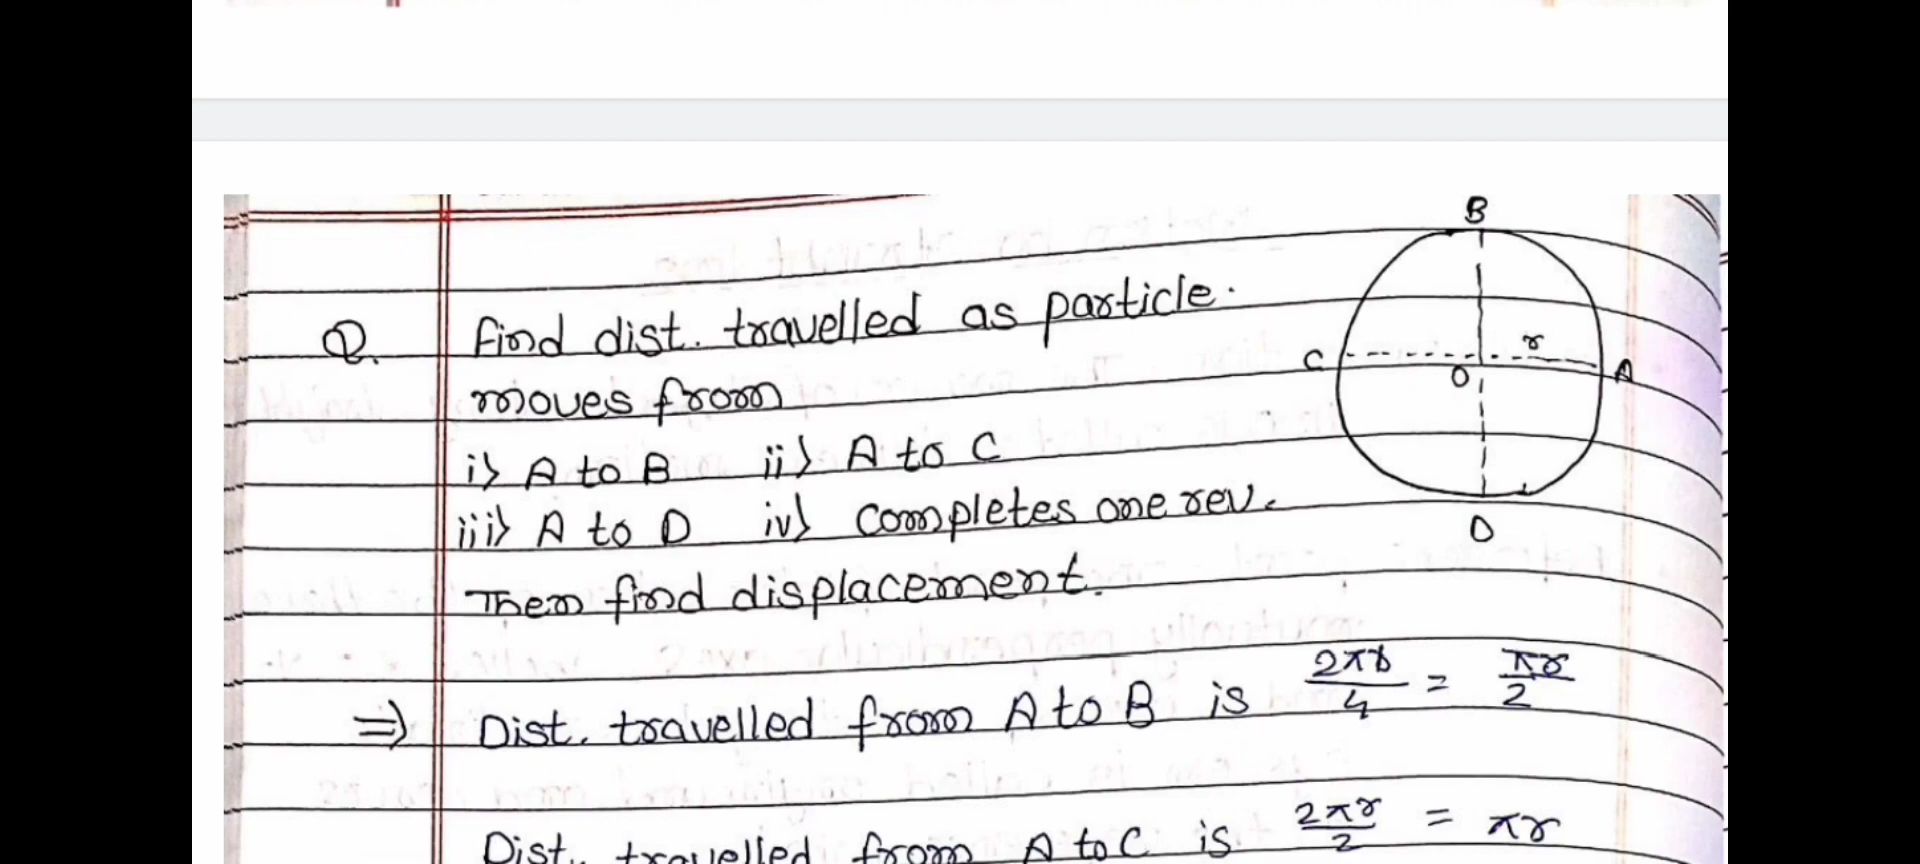 B
Q. Find dist. travelled as particle.
C O r A
moves from
i) A to B ii) A to C
iii) A to D iv) completes one rev.
D
Then find displacement.
⇒) Dist. travelled from A to B is 2πr/4 = πr/2
Dist. travelled from A to C is 2πr/2 = πr